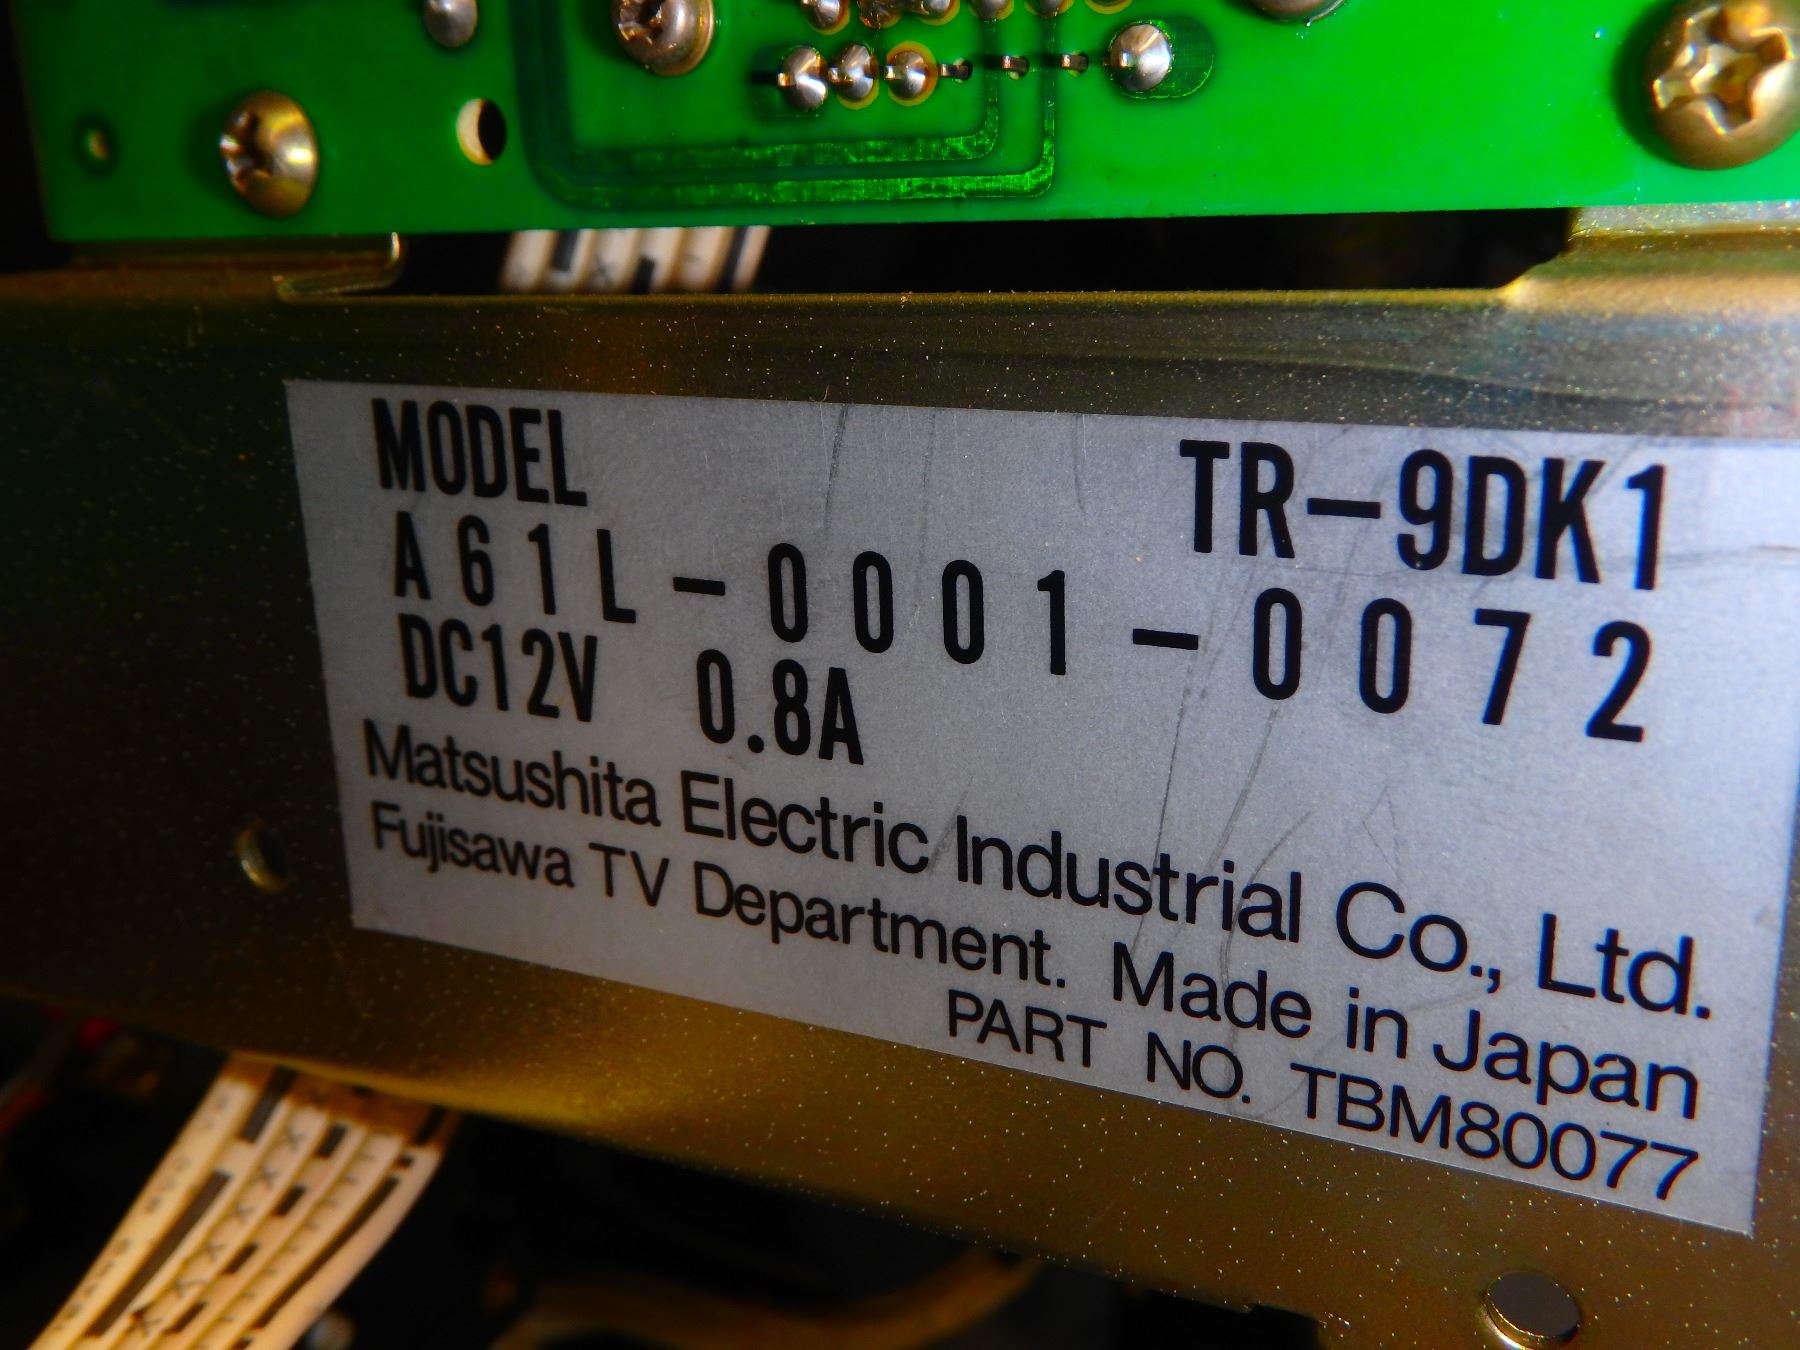 MODEL TR-9DK1
A61L-0001-0072
DC12V 0.8A
Matsushita Electric Industrial Co., Ltd.
Fujisawa TV Department. Made in Japan
PART NO. TBM80077